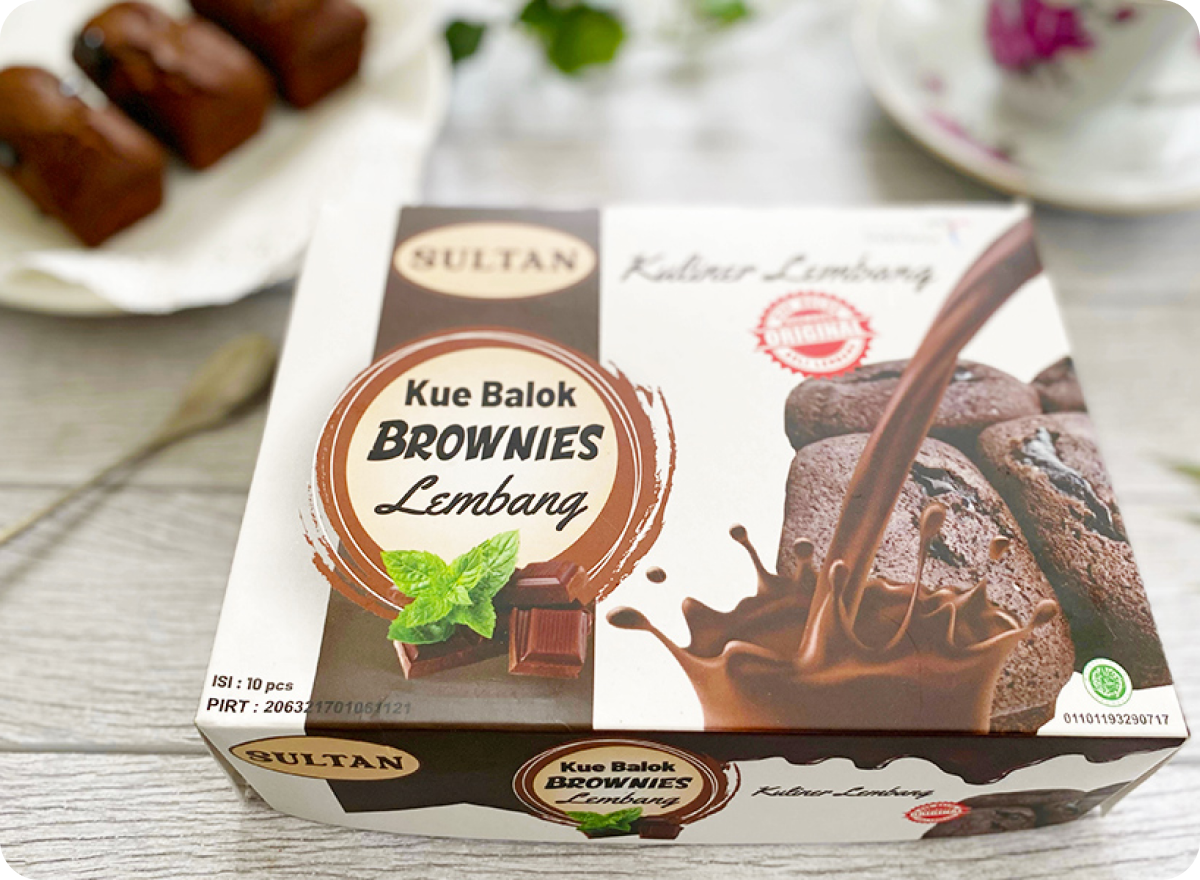 SULTAN
Kuliner Lembang
ORIGINAL
Kue Balok
BROWNIES
Lembang
ISI : 10 pcs
PIRT : 206321701061121
01101193290717
SULTAN
Kue Balok
BROWNIES
Lembang
Kuliner Lembang